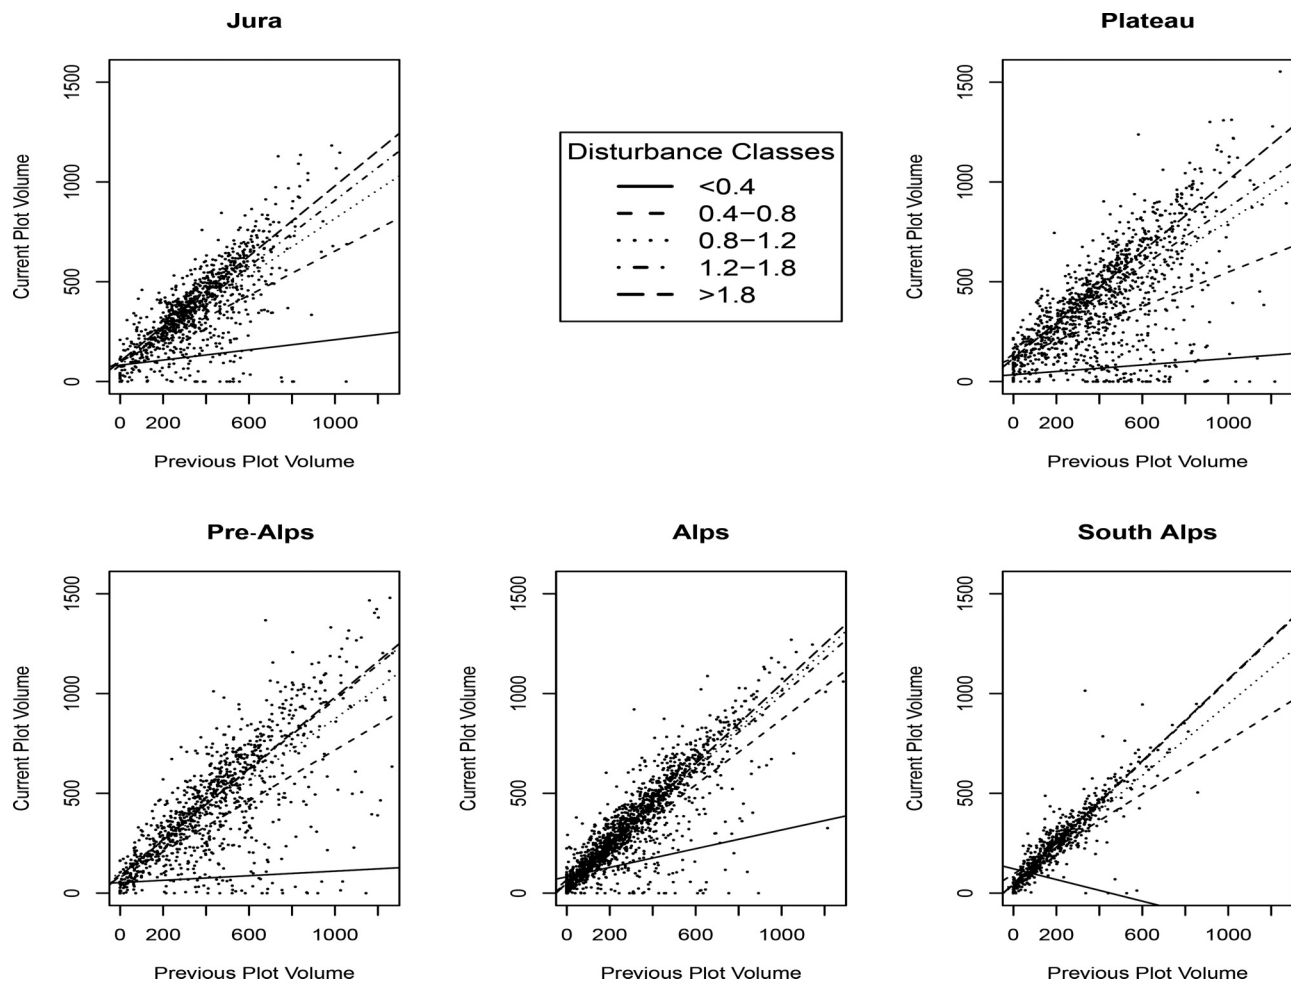 Jura
Plateau
1500
1000
500
0
Current Plot Volume
0 200 600 1000
Previous Plot Volume
Disturbance Classes
<0.4
0.4−0.8
0.8−1.2
1.2−1.8
>1.8
1500
1000
500
0
Current Plot Volume
0 200 600 1000
Previous Plot Volume
Pre-Alps
Alps
South Alps
1500
1000
500
0
Current Plot Volume
0 200 600 1000
Previous Plot Volume
1500
1000
500
0
Current Plot Volume
0 200 600 1000
Previous Plot Volume
1500
1000
500
0
Current Plot Volume
0 200 600 1000
Previous Plot Volume